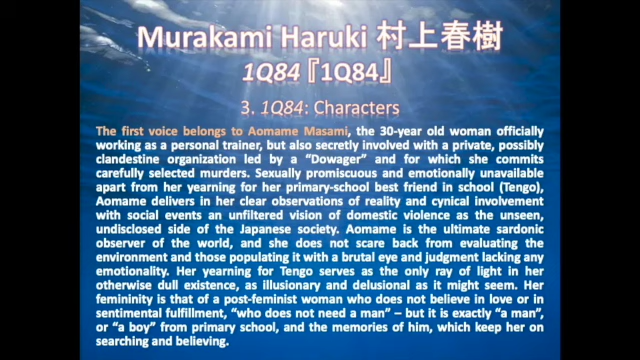 Murakami Haruki 村上春樹
1Q84『1Q84』
3. 1Q84: Characters
The first voice belongs to Aomame Masami, the 30-year old woman officially
working as a personal trainer, but also secretly involved with a private, possibly
clandestine organization led by a “Dowager” and for which she commits
carefully selected murders. Sexually promiscuous and emotionally unavailable
apart from her yearning for her primary-school best friend in school (Tengo),
Aomame delivers in her clear observations of reality and cynical involvement
with social events an unfiltered vision of domestic violence as the unseen,
undisclosed side of the Japanese society. Aomame is the ultimate sardonic
observer of the world, and she does not scare back from evaluating the
environment and those populating it with a brutal eye and judgment lacking any
emotionality. Her yearning for Tengo serves as the only ray of light in her
otherwise dull existence, as illusionary and delusional as it might seem. Her
femininity is that of a post-feminist woman who does not believe in love or in
sentimental fulfillment, “who does not need a man” – but it is exactly “a man”,
or “a boy” from primary school, and the memories of him, which keep her on
searching and believing.